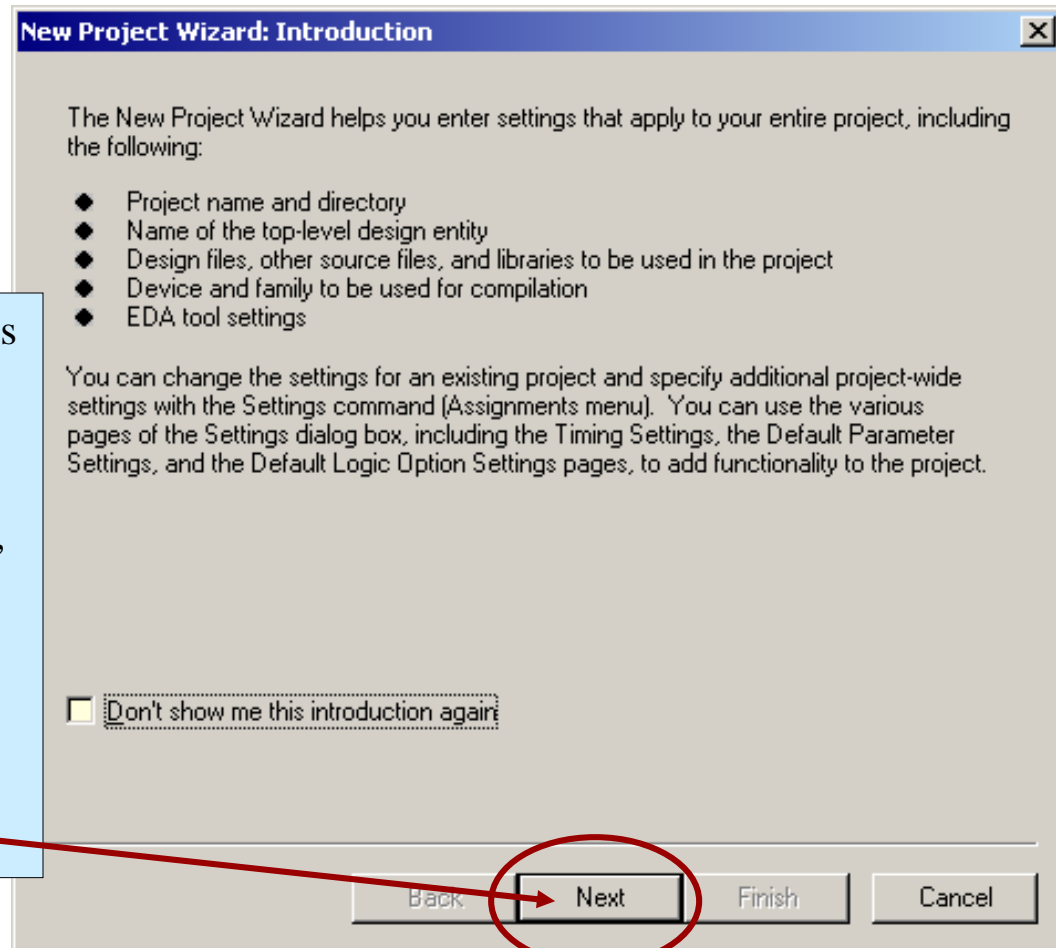 New Project Wizard: Introduction
The New Project Wizard helps you enter settings that apply to your entire project, including
the following:
◆ Project name and directory
◆ Name of the top-level design entity
◆ Design files, other source files, and libraries to be used in the project
◆ Device and family to be used for compilation
◆ EDA tool settings
s
You can change the settings for an existing project and specify additional project-wide
settings with the Settings command (Assignments menu). You can use the various
pages of the Settings dialog box, including the Timing Settings, the Default Parameter
Settings, and the Default Logic Option Settings pages, to add functionality to the project.
,
Don't show me this introduction again
Back Next Finish Cancel